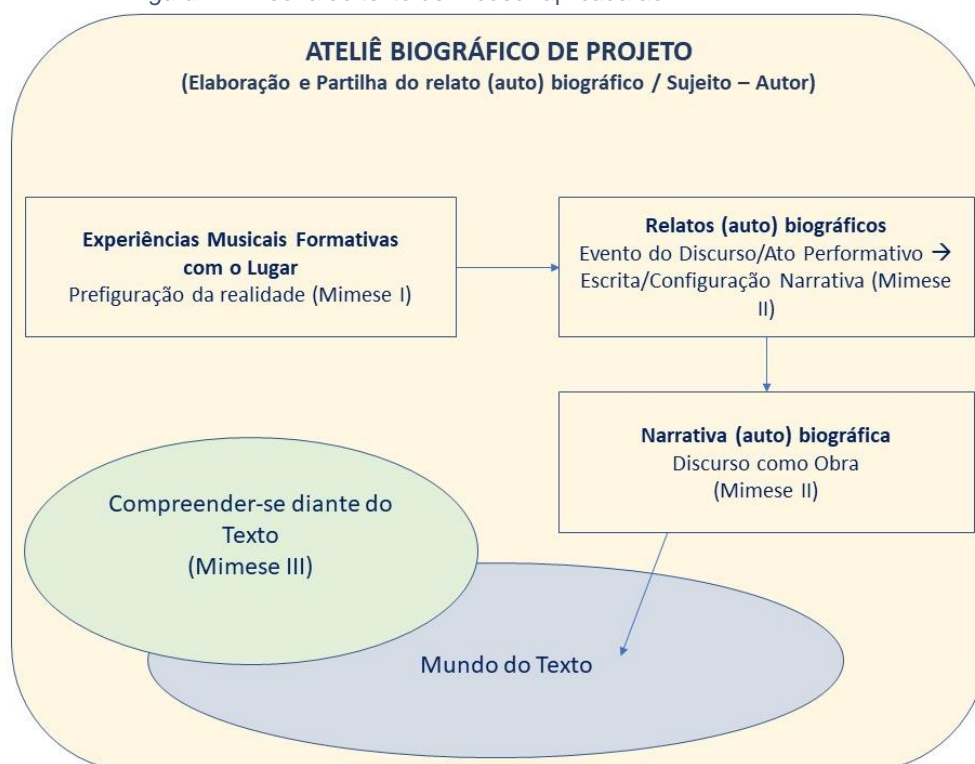 ATELIÊ BIOGRÁFICO DE PROJETO
(Elaboração e Partilha do relato (auto) biográfico / Sujeito – Autor)
Experiências Musicais Formativas
com o Lugar
Prefiguração da realidade (Mimese I)
Relatos (auto) biográficos
Evento do Discurso/Ato Performativo →
Escrita/Configuração Narrativa (Mimese
II)
Narrativa (auto) biográfica
Discurso como Obra
(Mimese II)
Compreender-se diante do
Texto
(Mimese III)
Mundo do Texto